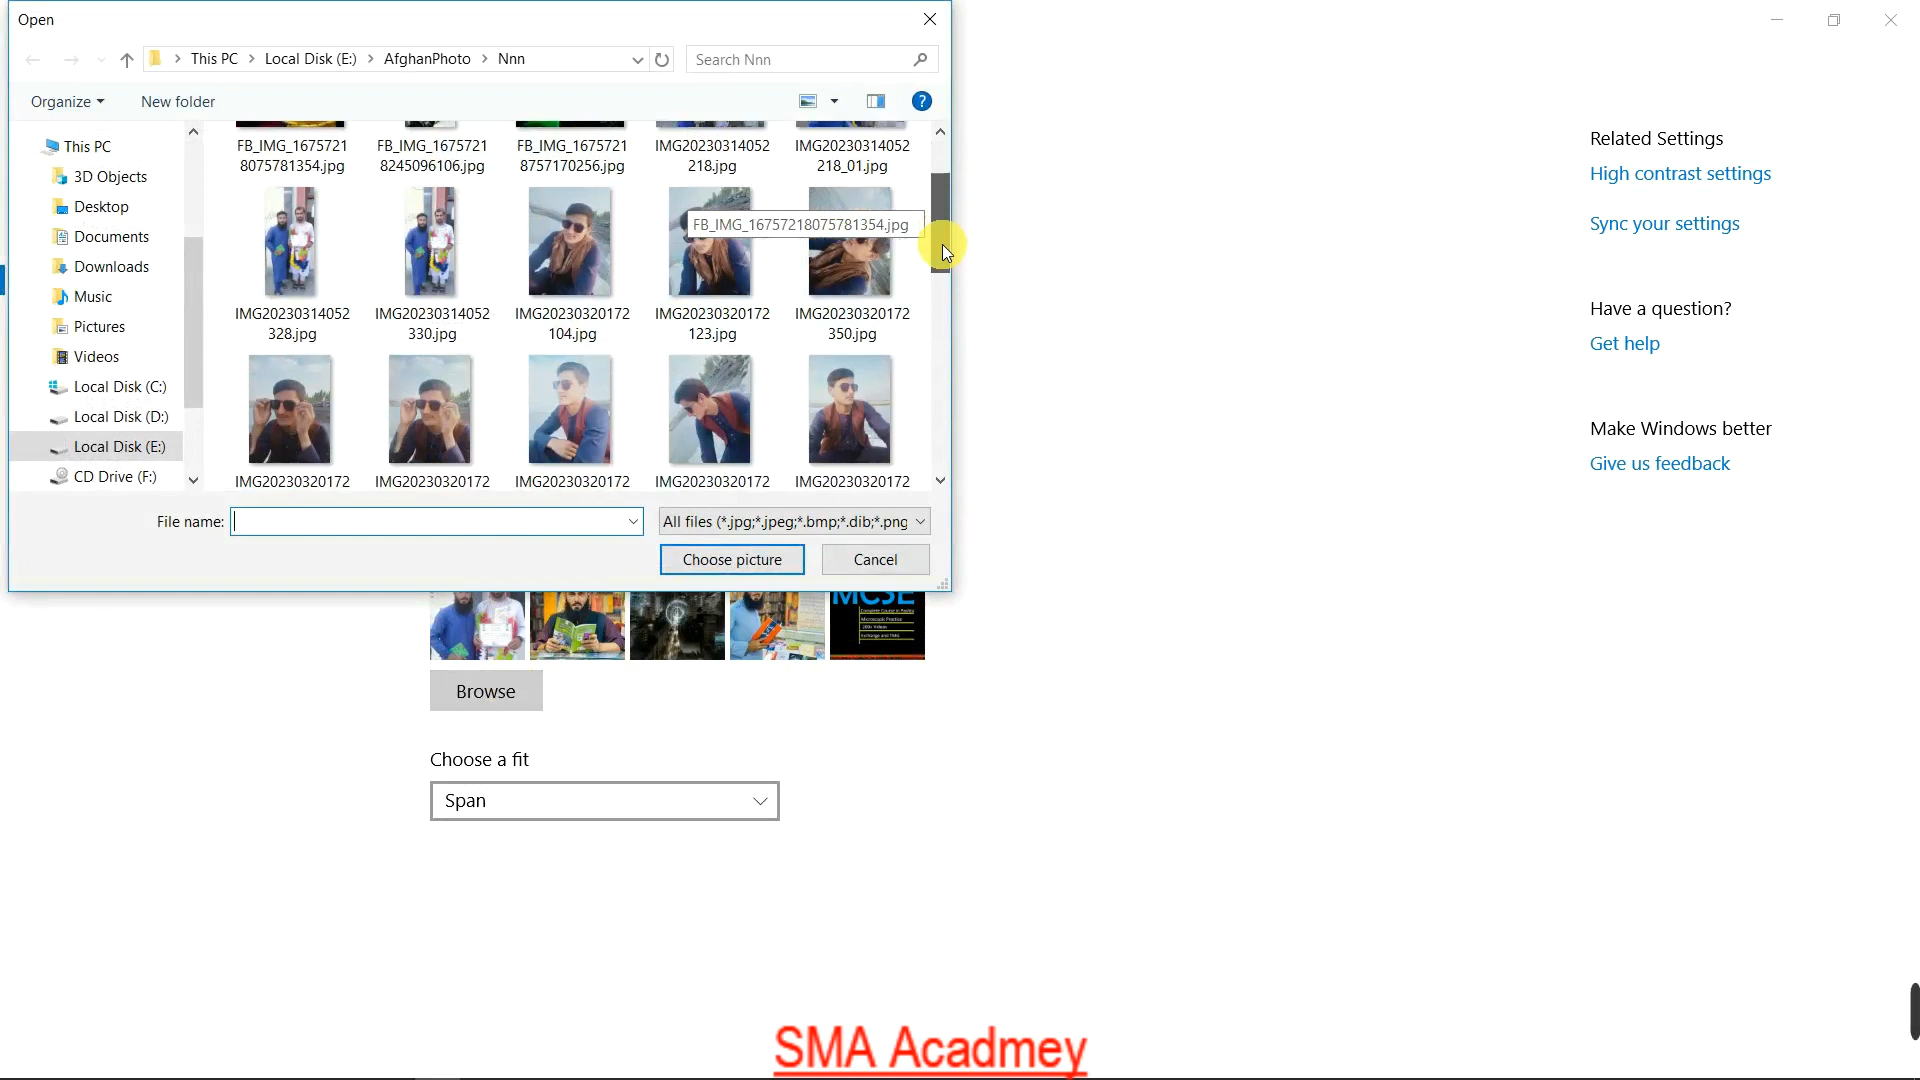 Open
This PC
Local Disk (E:)
AfghanPhoto
Nnn
Search Nnn
Organize
New folder
This PC
3D Objects
Desktop
Documents
Downloads
Music
Pictures
Videos
Local Disk (C:)
Local Disk (D:)
Local Disk (E:)
CD Drive (F:)
FB_IMG_1675721
8075781354.jpg
FB_IMG_1675721
8245096106.jpg
FB_IMG_1675721
8757170256.jpg
IMG20230314052
218.jpg
IMG20230314052
218_01.jpg
FB_IMG_16757218075781354.jpg
IMG20230314052
328.jpg
IMG20230314052
330.jpg
IMG20230320172
104.jpg
IMG20230320172
123.jpg
IMG20230320172
350.jpg
IMG20230320172
IMG20230320172
IMG20230320172
IMG20230320172
IMG20230320172
File name:
All files (*.jpg;*.jpeg;*.bmp;*.dib;*.png
Choose picture
Cancel
MCSE
Browse
Choose a fit
Span
Related Settings
High contrast settings
Sync your settings
Have a question?
Get help
Make Windows better
Give us feedback
SMA Acadmey